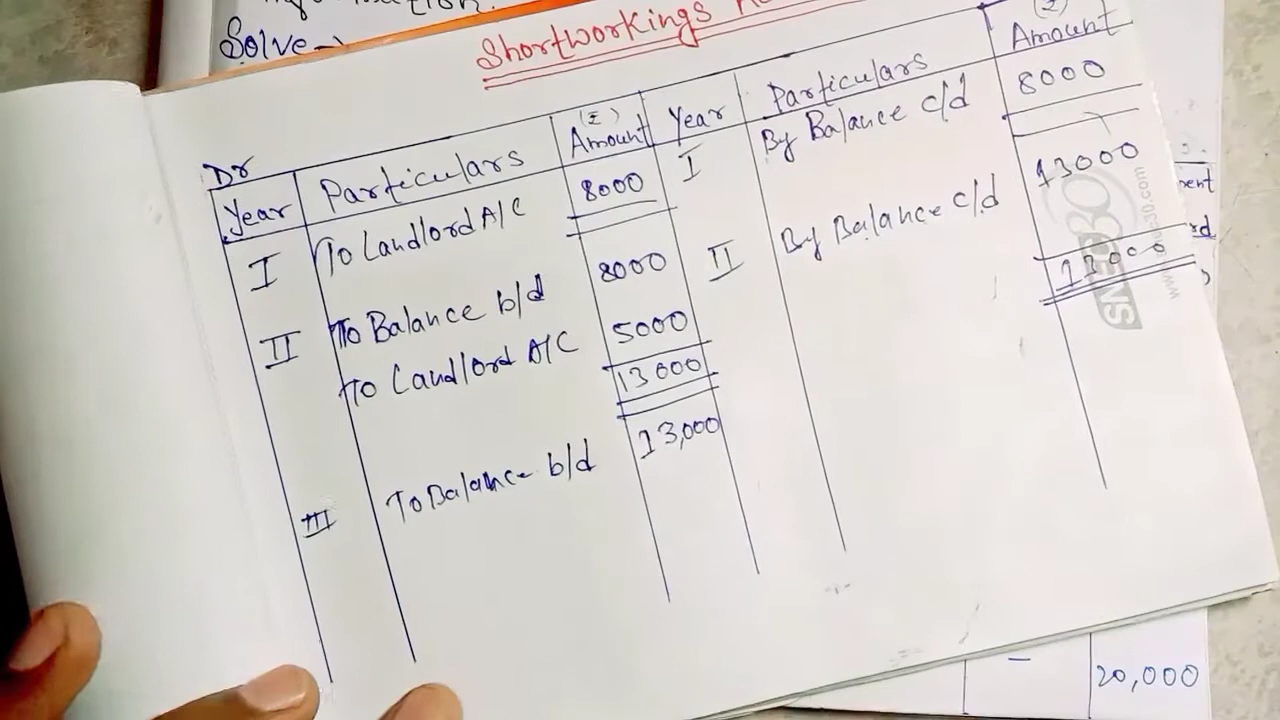 Solve →
Shortworkings
Dr
Year Particulars (₹) Amount Year Particulars (₹) Amount
I To Landlord A/C 8000 I By Balance c/d 8000
II To Balance b/d 8000 II By Balance c/d 13000
To Landlord A/C 5000
13000 13000
III To Balance b/d 13,000
20,000